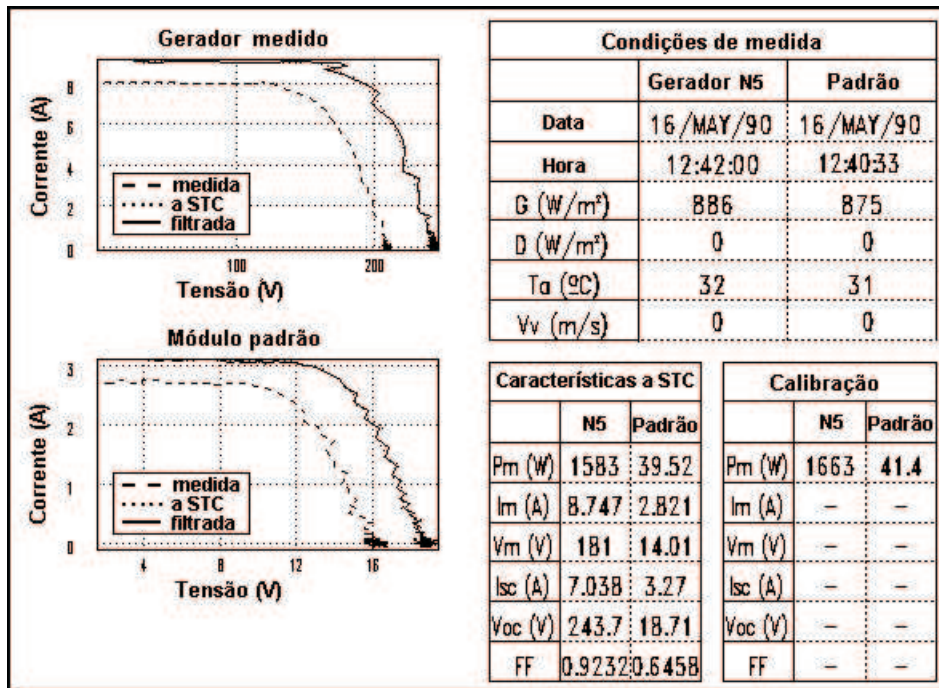 Gerador medido
Corrente (A)
8
6
4
2
0
medida
a STC
filtrada
100 200
Tensão (V)
Módulo padrão
Corrente (A)
3
2
1
0
medida
a STC
filtrada
4 8 12 16
Tensão (V)
Condições de medida
Gerador N5 Padrão
Data 16/MAY/90 16/MAY/90
Hora 12:42:00 12:40:33
G (W/m²) 886 875
D (W/m²) 0 0
Ta (ºC) 32 31
Vv (m/s) 0 0
Características a STC
N5 Padrão
Pm (W) 1583 39.52
Im (A) 8.747 2.821
Vm (V) 181 14.01
Isc (A) 7.038 3.27
Voc (V) 243.7 18.71
FF 0.9232 0.6458
Calibração
N5 Padrão
Pm (W) 1663 41.4
Im (A) – –
Vm (V) – –
Isc (A) – –
Voc (V) – –
FF – –